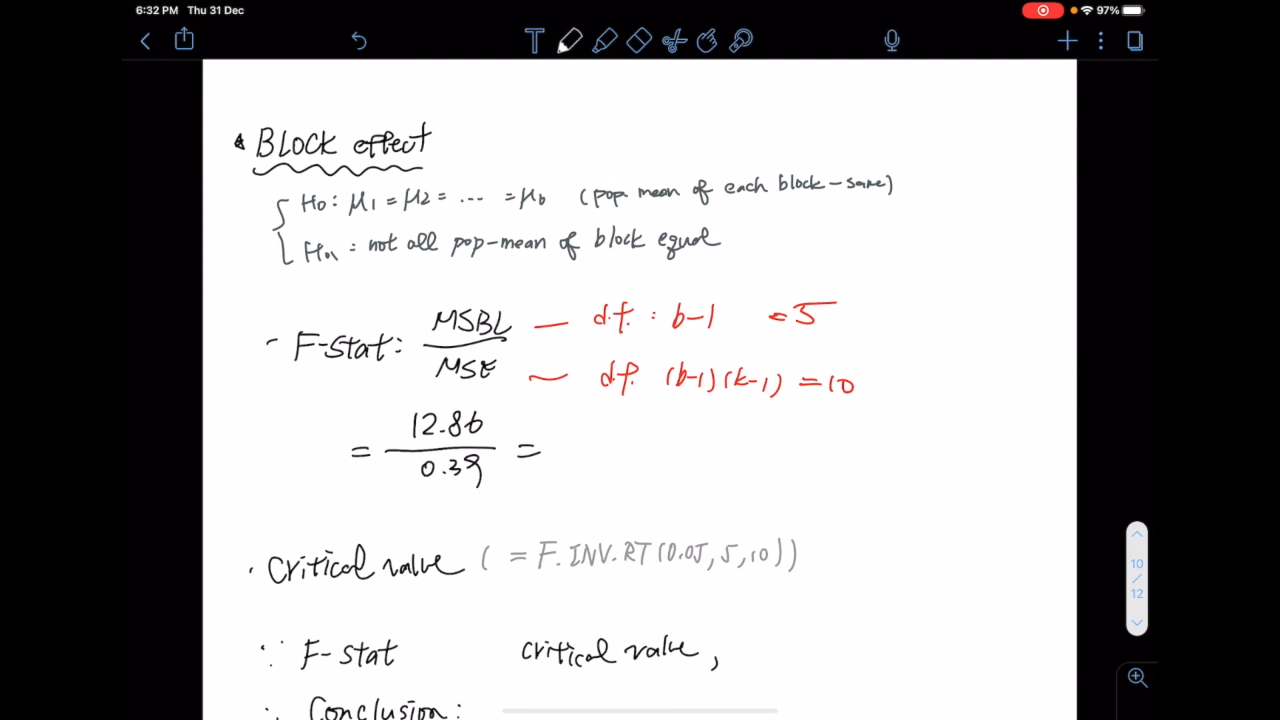 6:32 PM Thu 31 Dec
97%
Block effect
H0: μ1 = μ2 = ... = μb (pop mean of each block-same)
Ha: not all pop-mean of block equal
- F-stat: MSBL — d.f. : b-1 = 5
MSE — d.f. (b-1)(k-1) = 10
= 12.86 =
0.39
· Critical value ( = F.INV.RT(0.05, 5, 10))
∵ F-stat critical value,
∴ Conclusion:
10
/
12